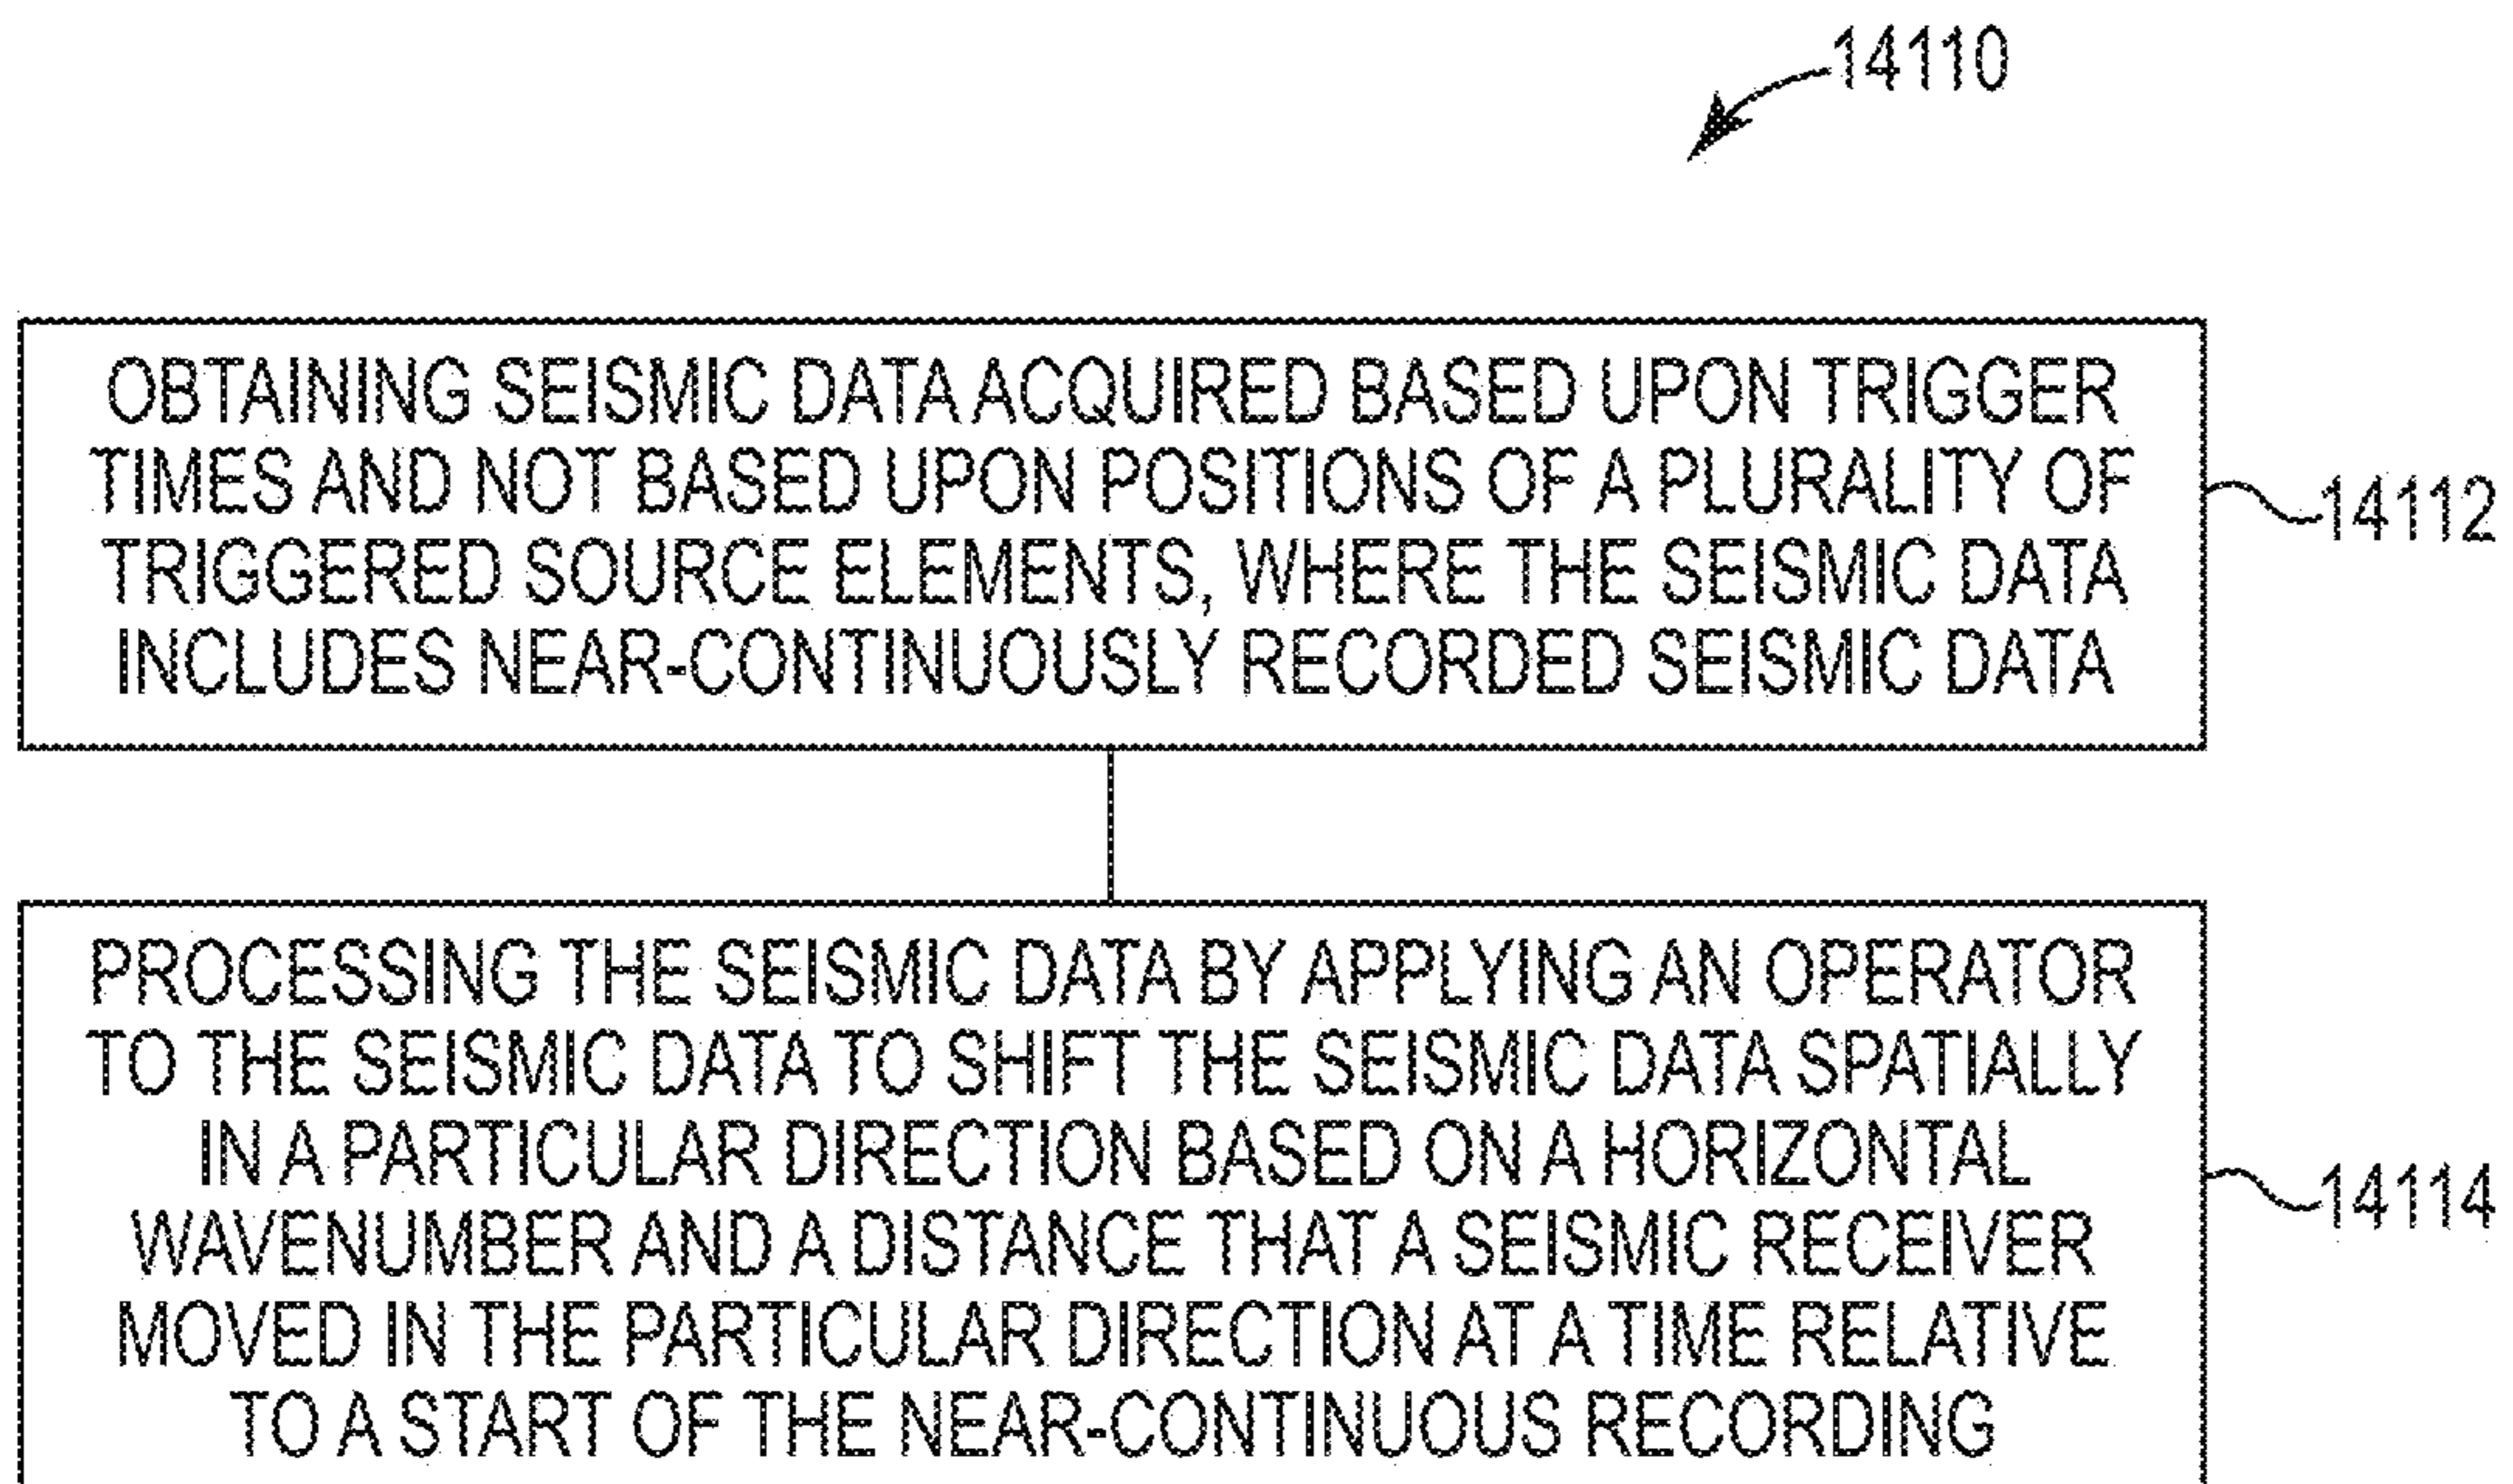 14110
OBTAINING SEISMIC DATA ACQUIRED BASED UPON TRIGGER
TIMES AND NOT BASED UPON POSITIONS OF A PLURALITY OF
TRIGGERED SOURCE ELEMENTS, WHERE THE SEISMIC DATA
INCLUDES NEAR-CONTINUOUSLY RECORDED SEISMIC DATA
14112
PROCESSING THE SEISMIC DATA BY APPLYING AN OPERATOR
TO THE SEISMIC DATA TO SHIFT THE SEISMIC DATA SPATIALLY
IN A PARTICULAR DIRECTION BASED ON A HORIZONTAL
WAVENUMBER AND A DISTANCE THAT A SEISMIC RECEIVER
MOVED IN THE PARTICULAR DIRECTION AT A TIME RELATIVE
TO A START OF THE NEAR-CONTINUOUS RECORDING
14114